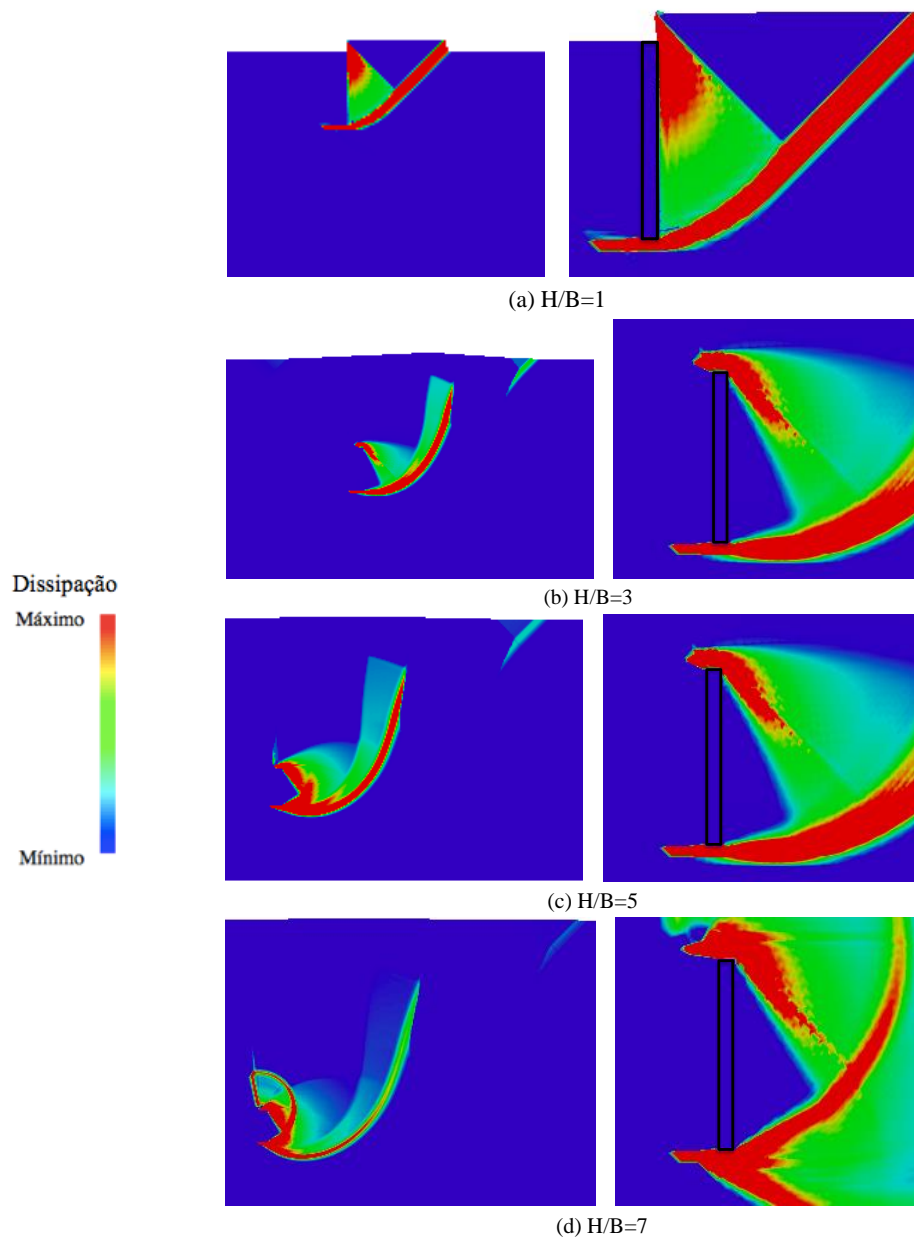 (a) H/B=1
(b) H/B=3
Dissipação
Máximo
Mínimo
(c) H/B=5
(d) H/B=7